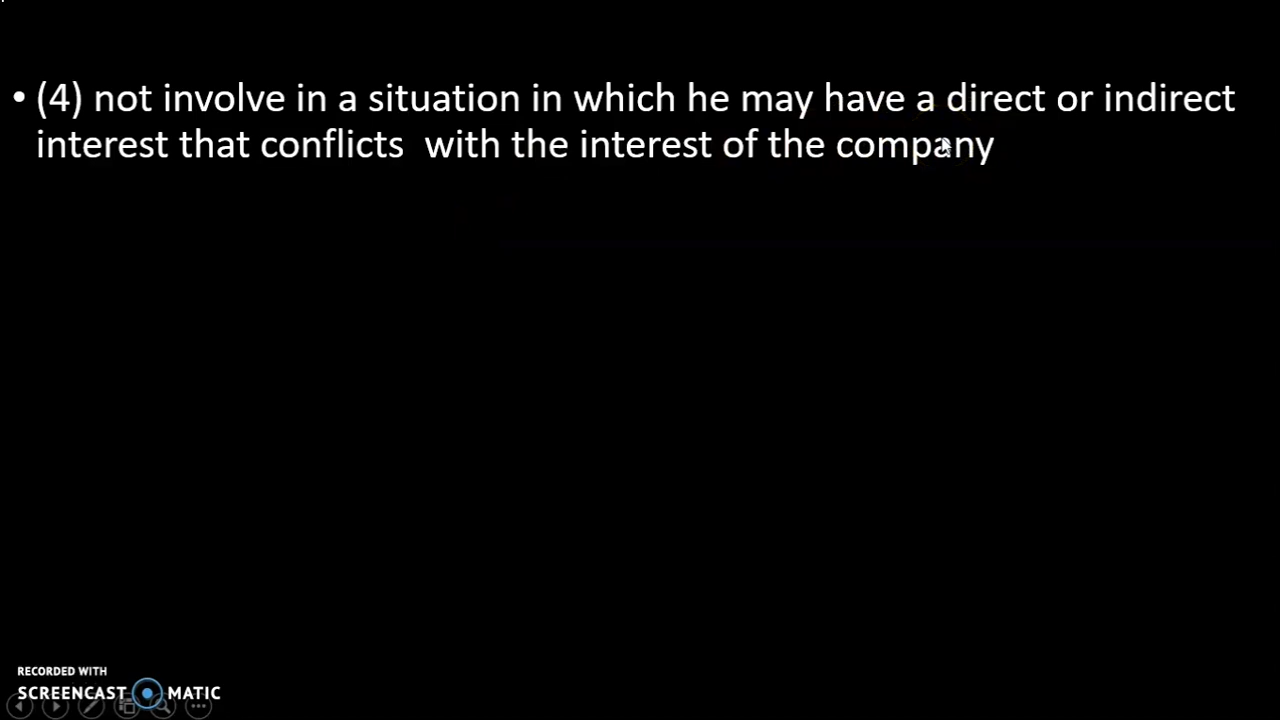 • (4) not involve in a situation in which he may have a direct or indirect
interest that conflicts  with the interest of the company
RECORDED WITH
SCREENCAST MATIC